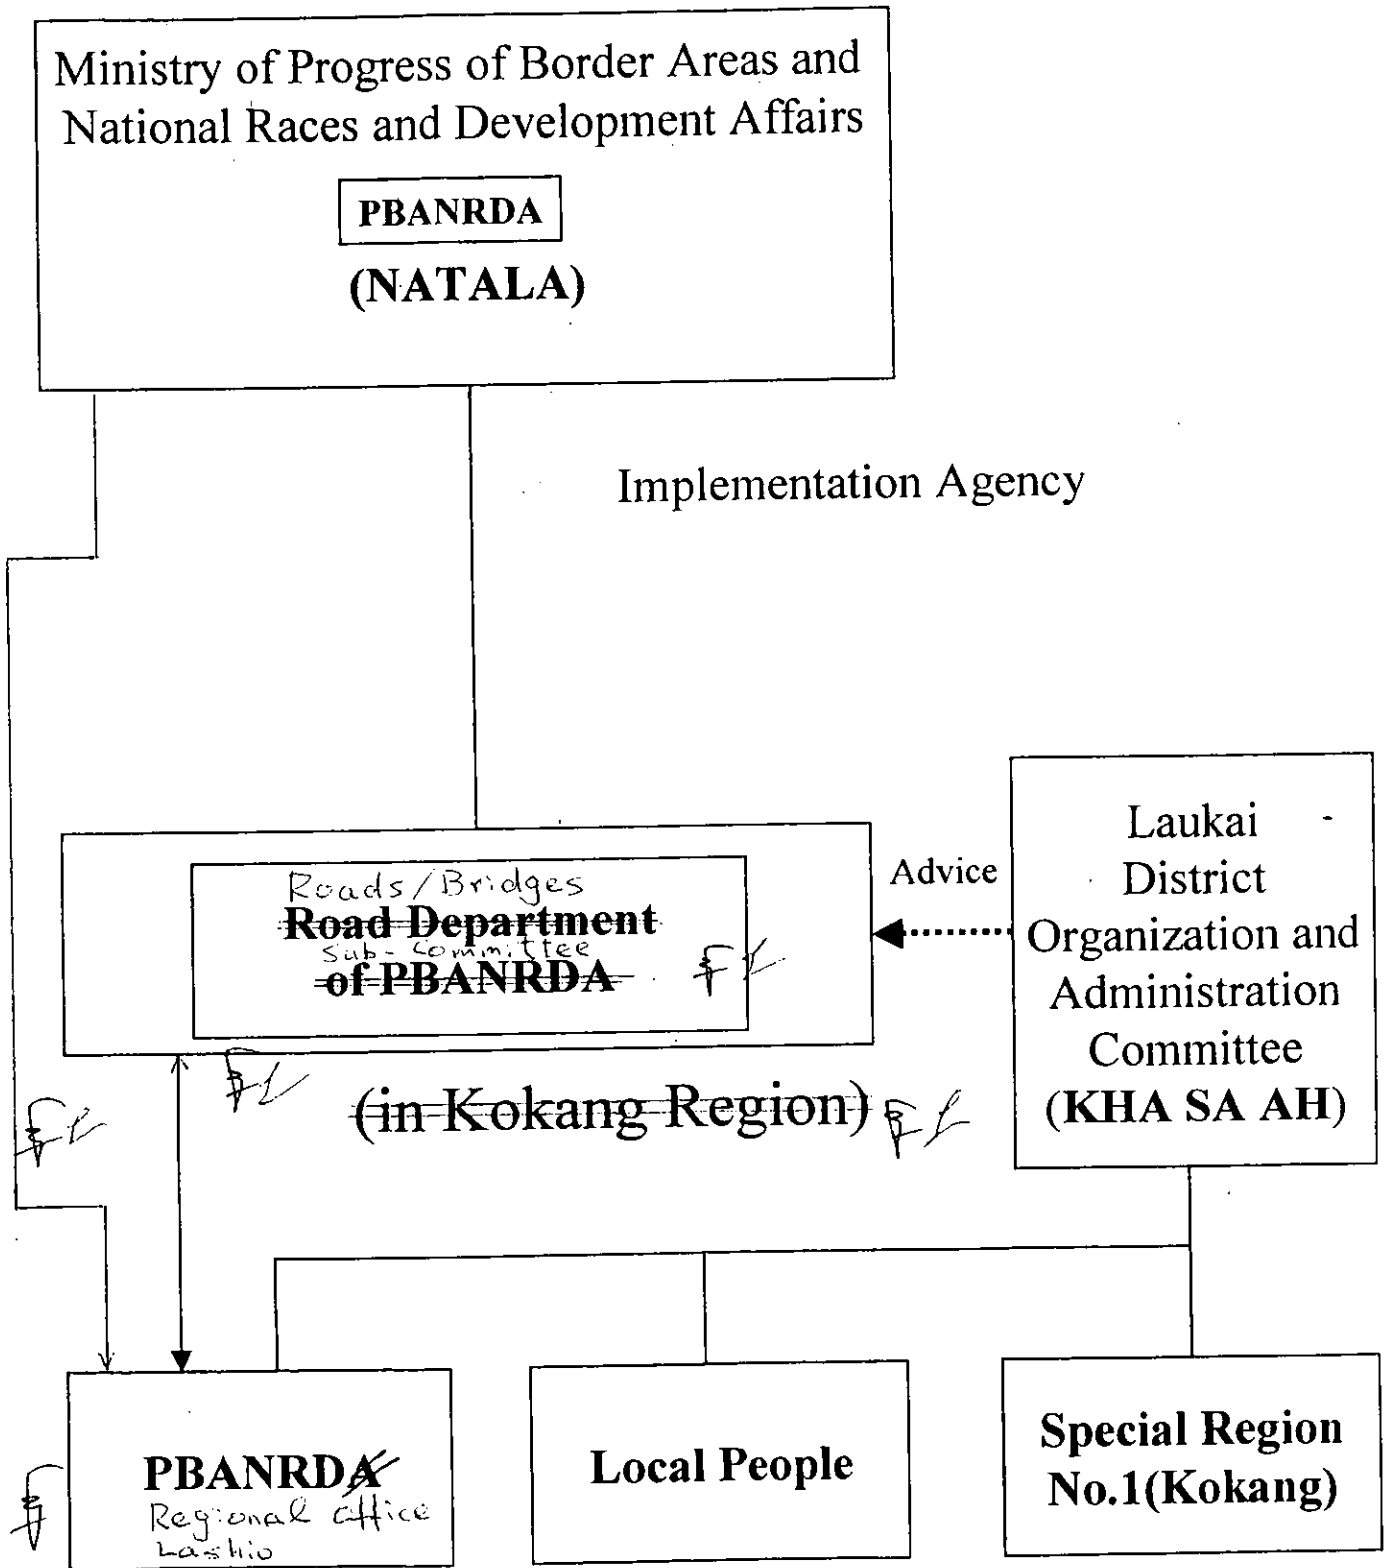 Ministry of Progress of Border Areas and
National Races and Development Affairs
PBANRDA
(NATALA)
Implementation Agency
Roads/Bridges
Road Department
Sub-Committee
of PBANRDA
Advice
Laukai
District
Organization and
Administration
Committee
(KHA SA AH)
(in Kokang Region)
PBANRDA
Regional Office
Lashio
Local People
Special Region
No.1(Kokang)